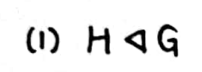 (1) H ⊲ G